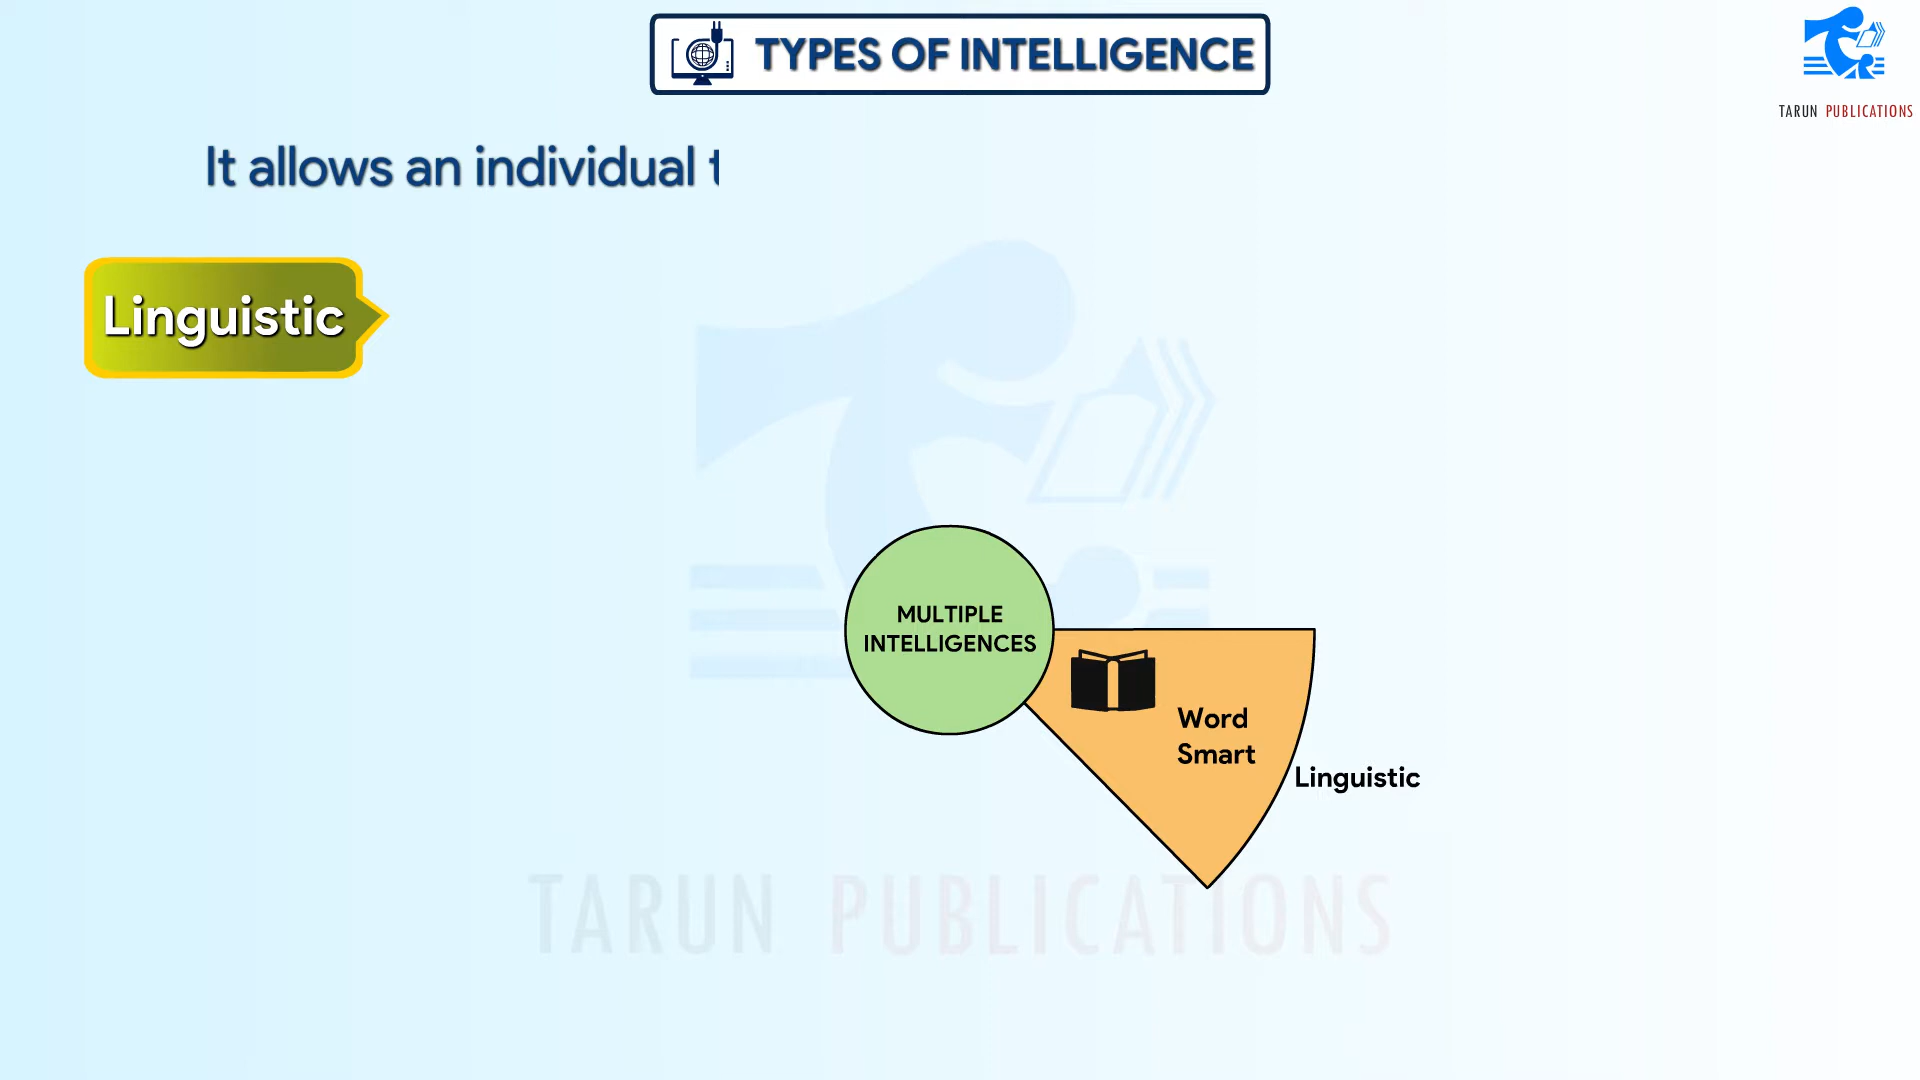 TYPES OF INTELLIGENCE
TARUN PUBLICATIONS
It allows an individual t
Linguistic
MULTIPLE
INTELLIGENCES
Word
Smart
Linguistic
TARUN PUBLICATIONS